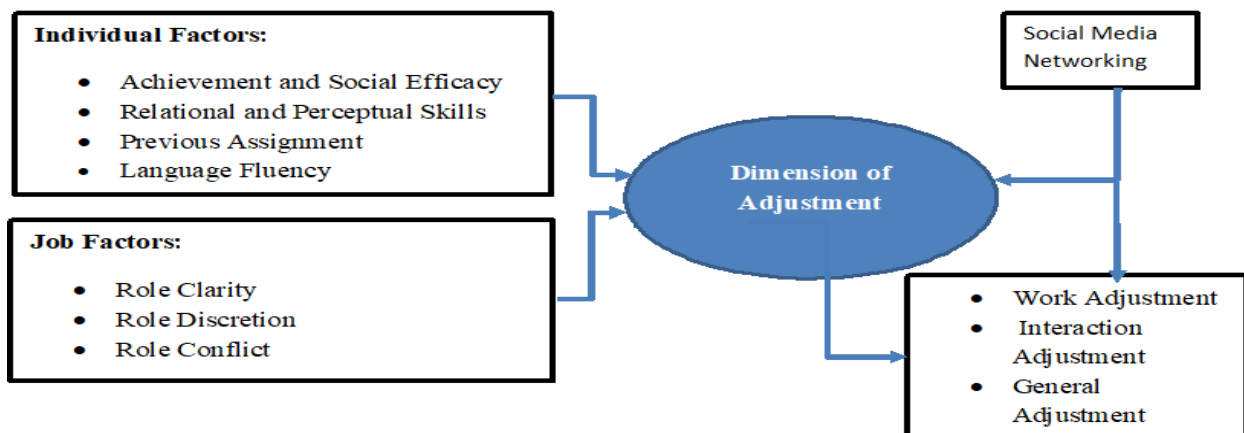 Individual Factors:
• Achievement and Social Efficacy
• Relational and Perceptual Skills
• Previous Assignment
• Language Fluency
Job Factors:
• Role Clarity
• Role Discretion
• Role Conflict
Dimension of
Adjustment
Social Media
Networking
• Work Adjustment
• Interaction
Adjustment
• General
Adjustment